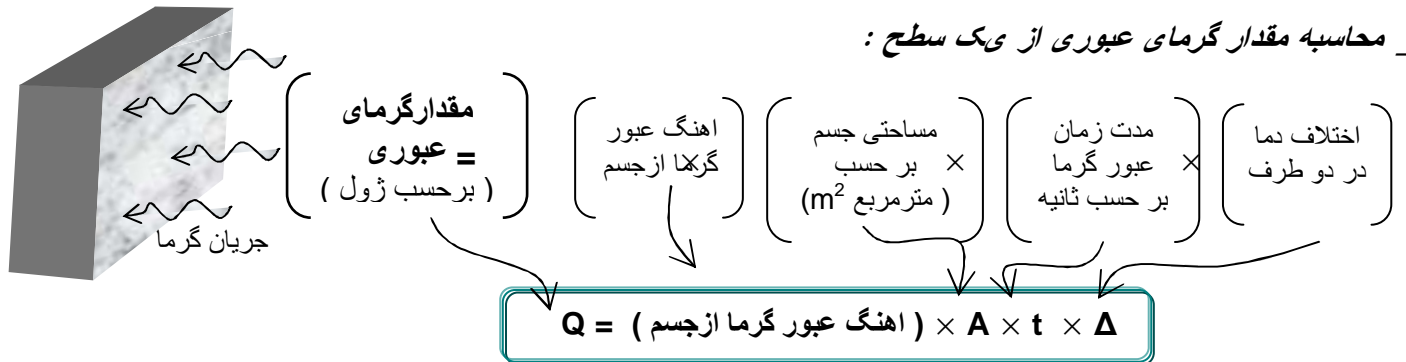 _ محاسبه مقدار گرمای عبوری از یک سطح :
مقدارگرمای
عبوری =
( برحسب ژول )
اهنگ عبور
گرما ازجسم
×
مساحتی جسم
بر حسب
( مترمربع m²)
×
مدت زمان
عبور گرما
بر حسب ثانیه
×
اختلاف دما
در دو طرف
جریان گرما
Q = ( اهنگ عبور گرما ازجسم ) × A × t × Δ